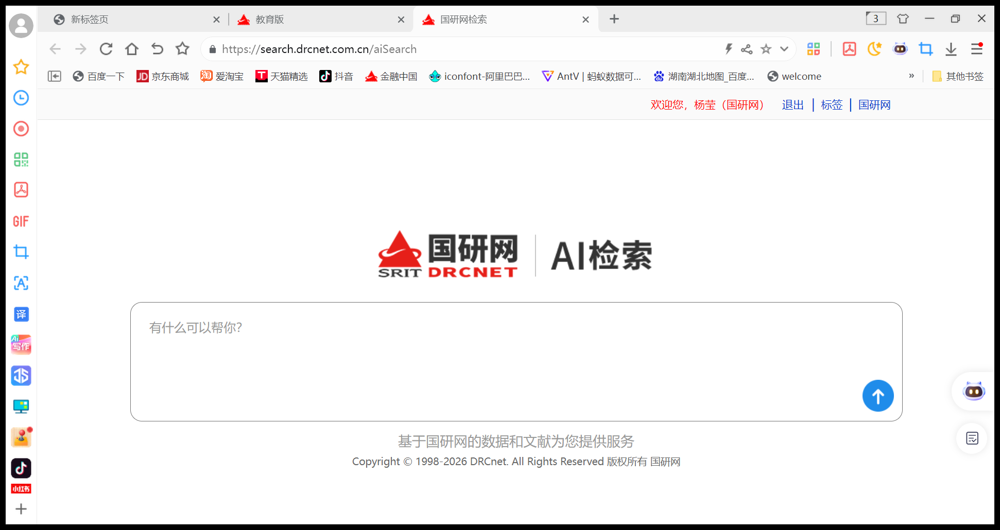 新标签页
教育版
国研网检索
3
https://search.drcnet.com.cn/aiSearch
百度一下
JD 京东商城
淘 爱淘宝
T 天猫精选
抖音
金融中国
iconfont-阿里巴巴...
AntV | 蚂蚁数据可...
du 湖南湖北地图_百度...
welcome
»
其他书签
欢迎您，杨莹（国研网） 退出 | 标签 | 国研网
GIF
A
译
Ai
写作
JS
小红书
国研网
SRIT DRCNET
AI检索
有什么可以帮你?
基于国研网的数据和文献为您提供服务
Copyright © 1998-2026 DRCnet. All Rights Reserved 版权所有 国研网